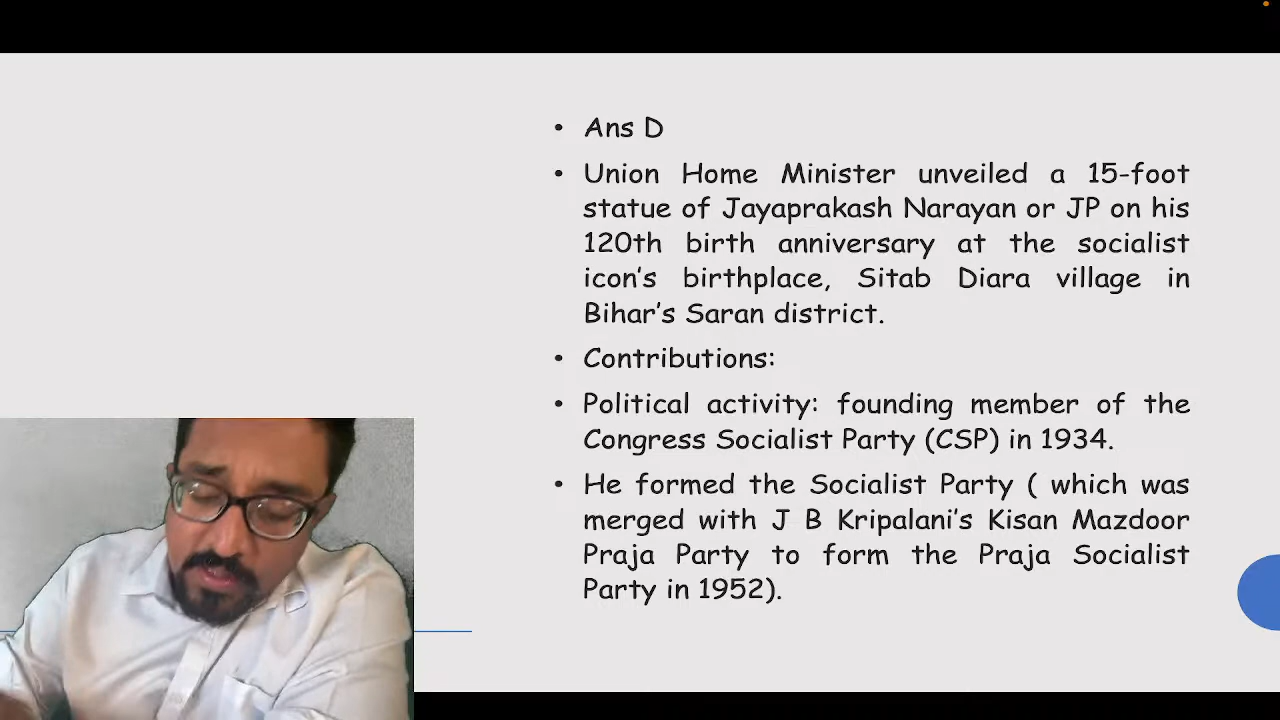 • Ans D
• Union Home Minister unveiled a 15-foot
statue of Jayaprakash Narayan or JP on his
120th birth anniversary at the socialist
icon's birthplace, Sitab Diara village in
Bihar's Saran district.
• Contributions:
• Political activity: founding member of the
Congress Socialist Party (CSP) in 1934.
• He formed the Socialist Party ( which was
merged with J B Kripalani's Kisan Mazdoor
Praja Party to form the Praja Socialist
Party in 1952).